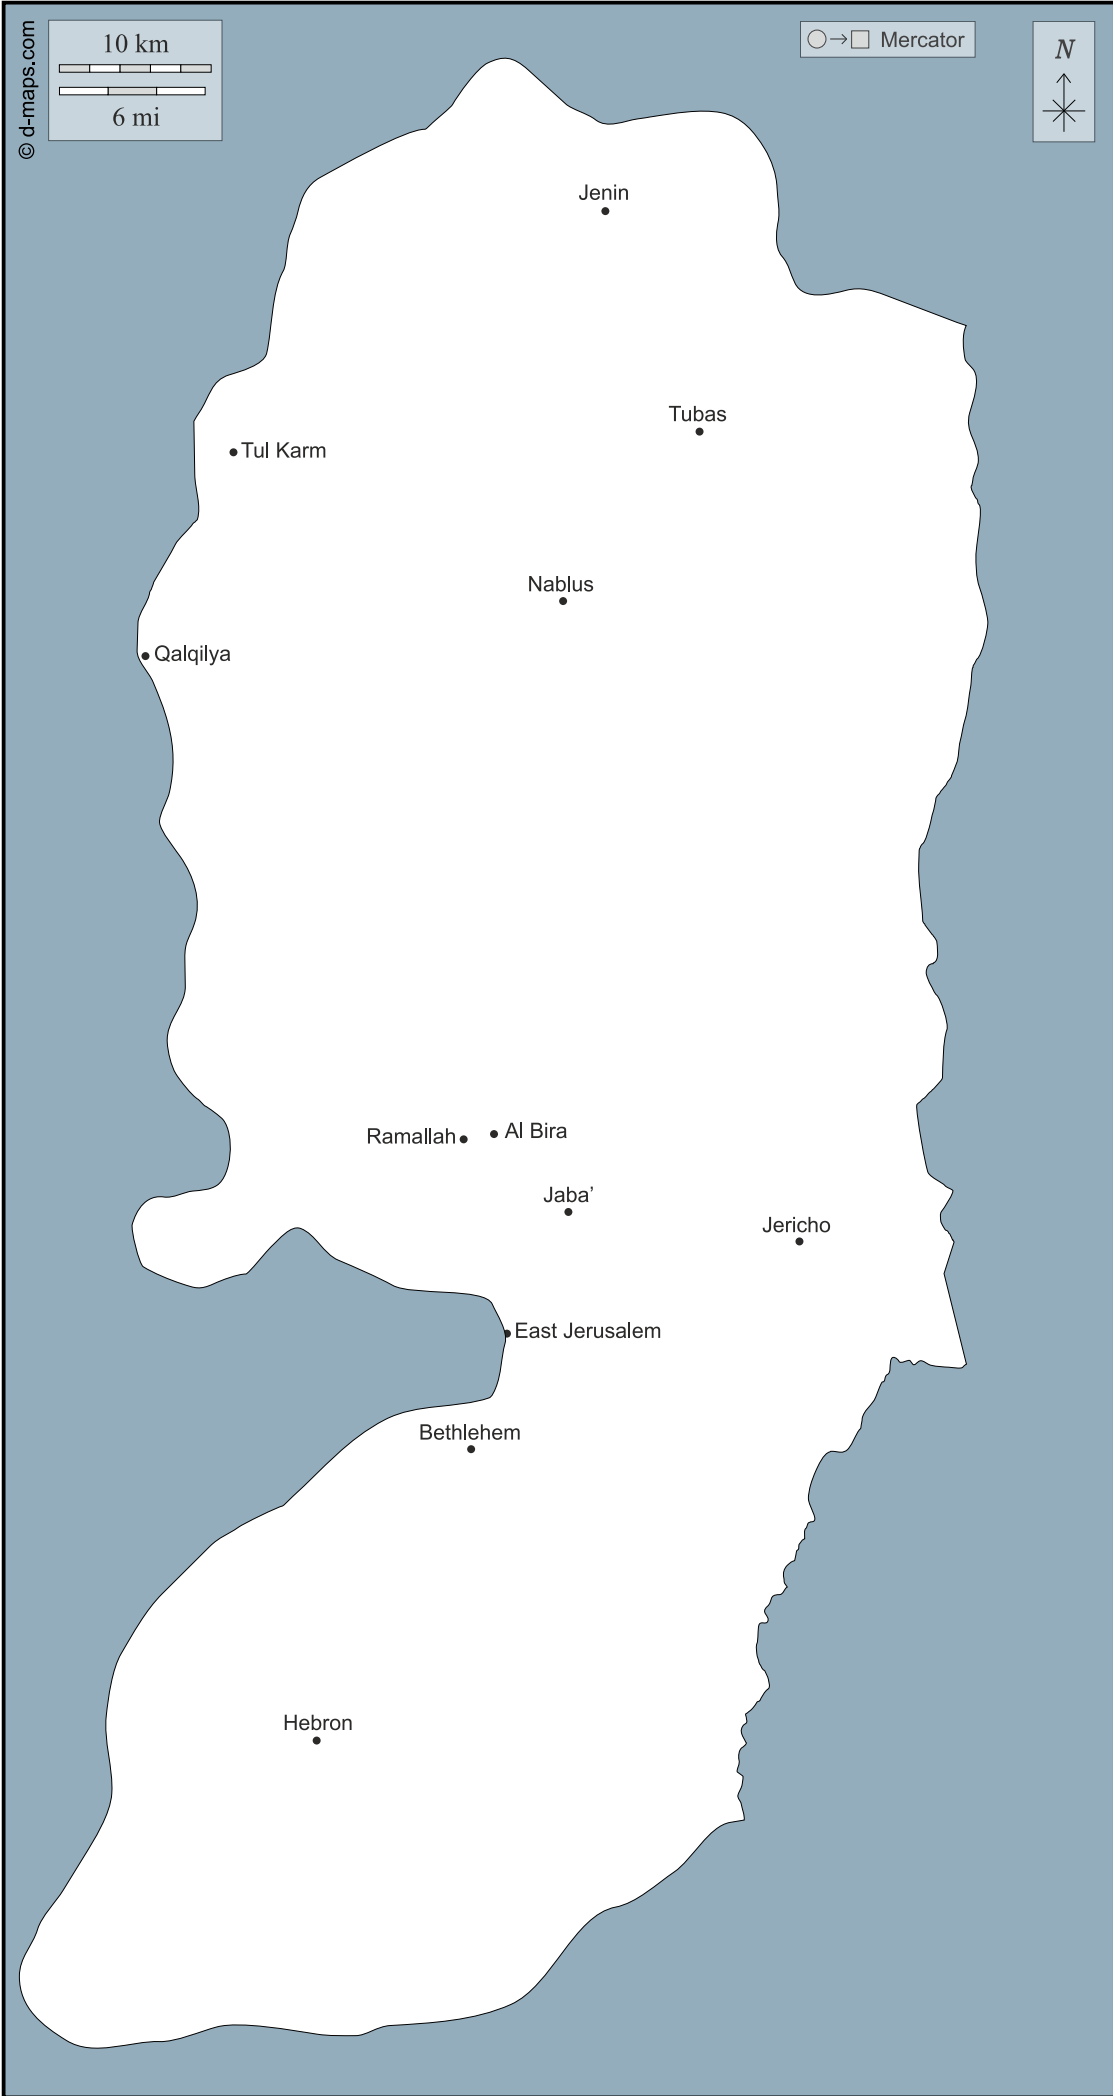 © d-maps.com
10 km
6 mi
Mercator
N
Jenin
Tubas
Tul Karm
Nablus
Qalqilya
Ramallah
Al Bira
Jaba’
Jericho
East Jerusalem
Bethlehem
Hebron